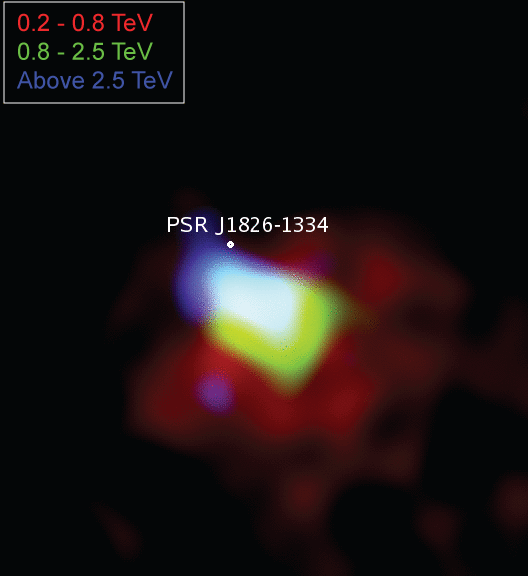 0.2 - 0.8 TeV
0.8 - 2.5 TeV
Above 2.5 TeV
PSR J1826-1334